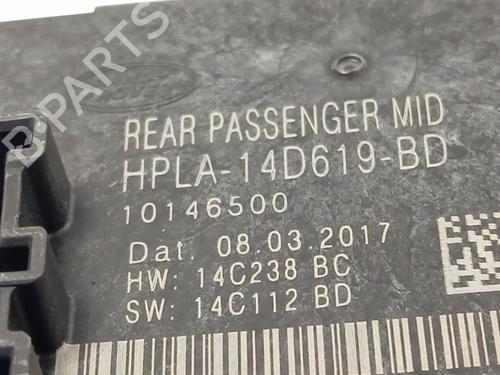 B PARTS
REAR PASSENGER MID
HPLA-14D619-BD
10146500
Dat. 08.03.2017
HW: 14C238 BC
SW: 14C112 BD